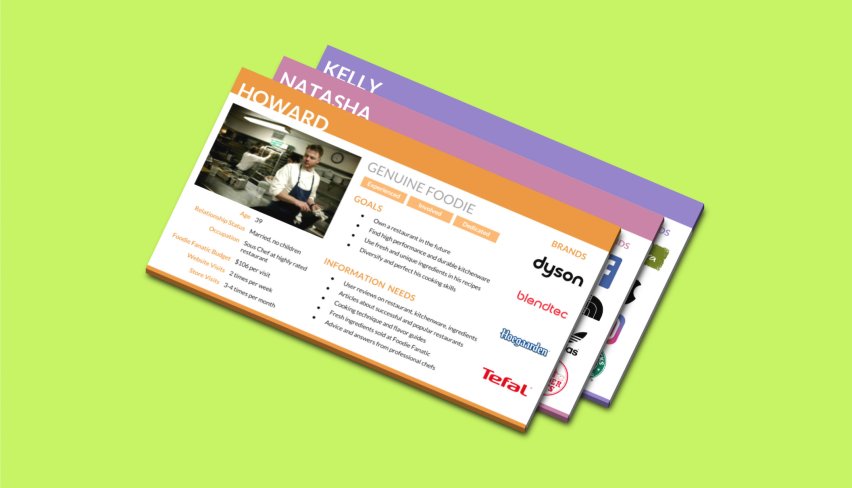 KELLY
NATASHA
HOWARD
GENUINE FOODIE
Experienced
Involved
Dedicated
Age 39
Relationship Status Married, no children
Occupation Sous Chef at highly rated
restaurant
Foodie Fanatic Budget $106 per visit
Website Visits 2 times per week
Store Visits 3-4 times per month
GOALS
Own a restaurant in the future
Find high performance and durable kitchenware
Use fresh and unique ingredients in his recipes
Diversify and perfect his cooking skills
INFORMATION NEEDS
User reviews on restaurant, kitchenware, ingredients
Articles about successful and popular restaurants
Cooking technique and flavor guides
Fresh ingredients sold at Foodie Fanatic
Advice and answers from professional chefs
BRANDS
dyson
blendtec
Hoegaarden
Tefal